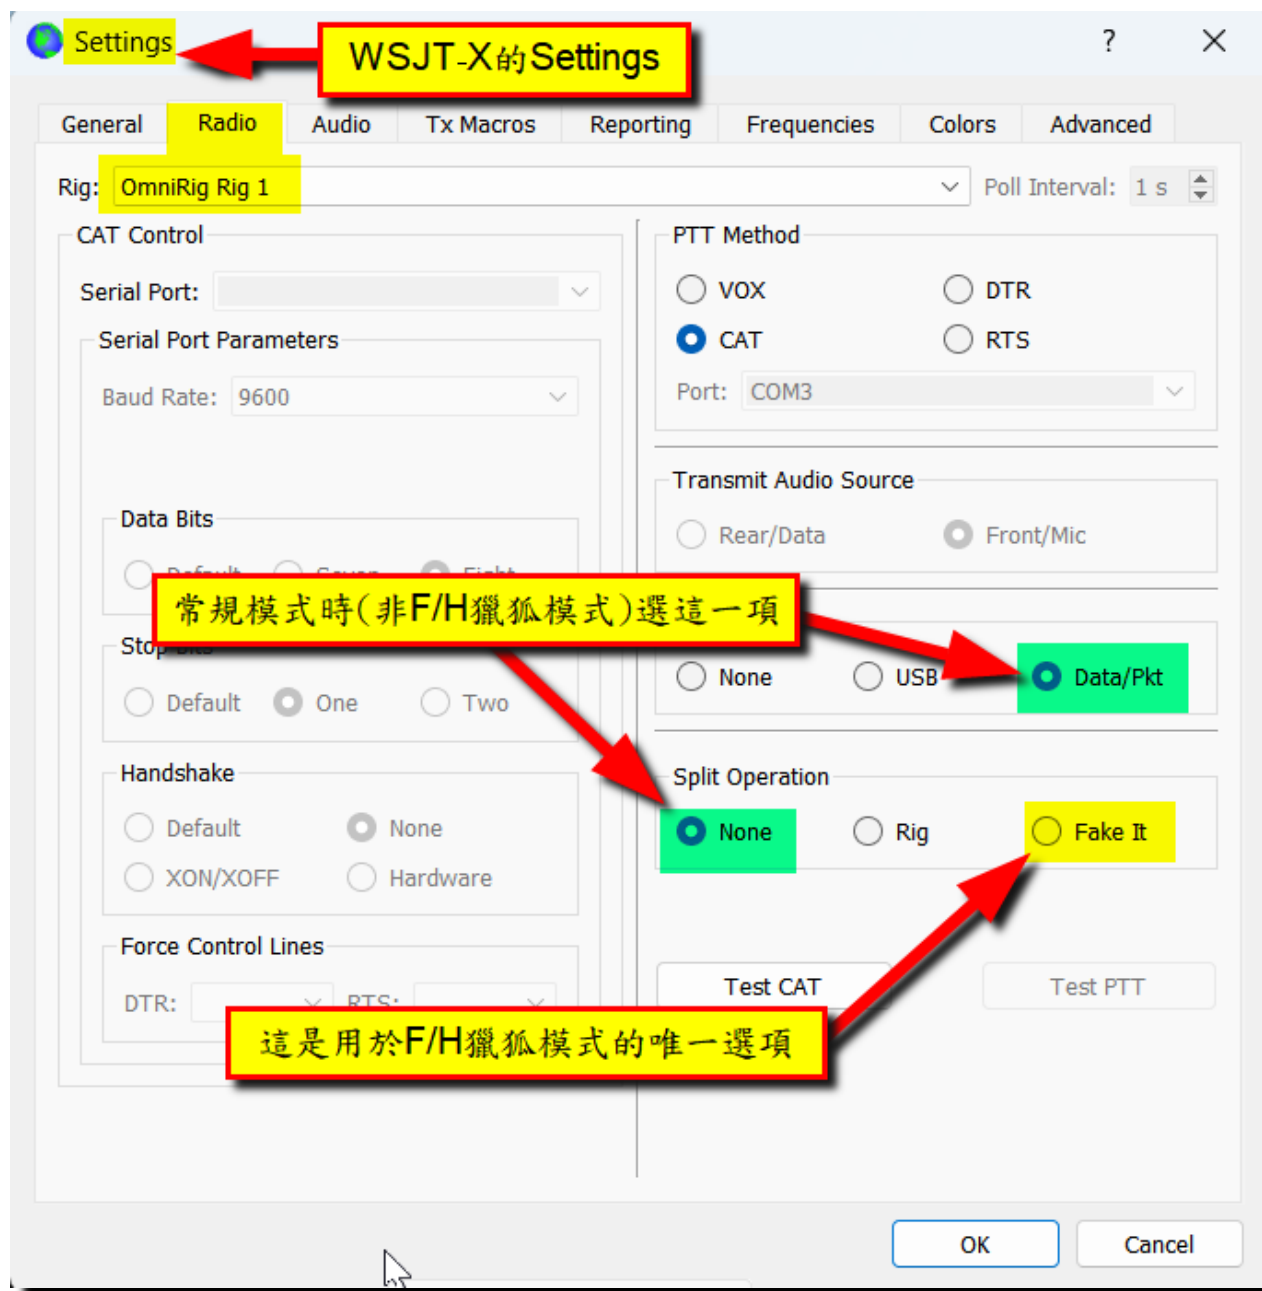 Settings
WSJT-X的Settings
?
General Radio Audio Tx Macros Reporting Frequencies Colors Advanced
Rig: OmniRig Rig 1 Poll Interval: 1 s
CAT Control
Serial Port:
Serial Port Parameters
Baud Rate: 9600
Data Bits
Default Seven Eight
Stop Bits
Default One Two
Handshake
Default None
XON/XOFF Hardware
Force Control Lines
DTR: RTS:
PTT Method
VOX DTR
CAT RTS
Port: COM3
Transmit Audio Source
Rear/Data Front/Mic
常規模式時(非F/H獵狐模式)選這一項
None USB Data/Pkt
Split Operation
None Rig Fake It
Test CAT Test PTT
這是用於F/H獵狐模式的唯一選項
OK Cancel